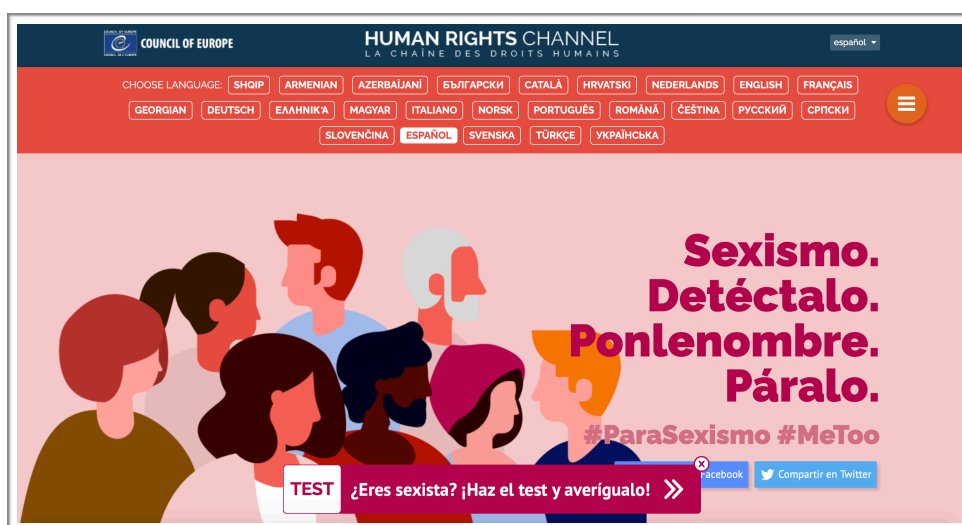 COUNCIL OF EUROPE
HUMAN RIGHTS CHANNEL
LA CHAÎNE DES DROITS HUMAINS
español
CHOOSE LANGUAGE: SHQIP ARMENIAN AZERBAIJANÍ БЪЛГАРСКИ CATALÀ HRVATSKI NEDERLANDS ENGLISH FRANÇAIS
GEORGIAN DEUTSCH ΕΛΛΗΝΙΚ'Α MAGYAR ITALIANO NORSK PORTUGUÊS ROMÂNĂ ČEŠTINA РУССКИЙ СРПСКИ
SLOVENČINA ESPAÑOL SVENSKA TÜRKÇE УКРАЇНСЬКА
Sexismo.
Detéctalo.
Ponlenombre.
Páralo.
#ParaSexismo #MeToo
Facebook Compartir en Twitter
TEST ¿Eres sexista? ¡Haz el test y averígualo!